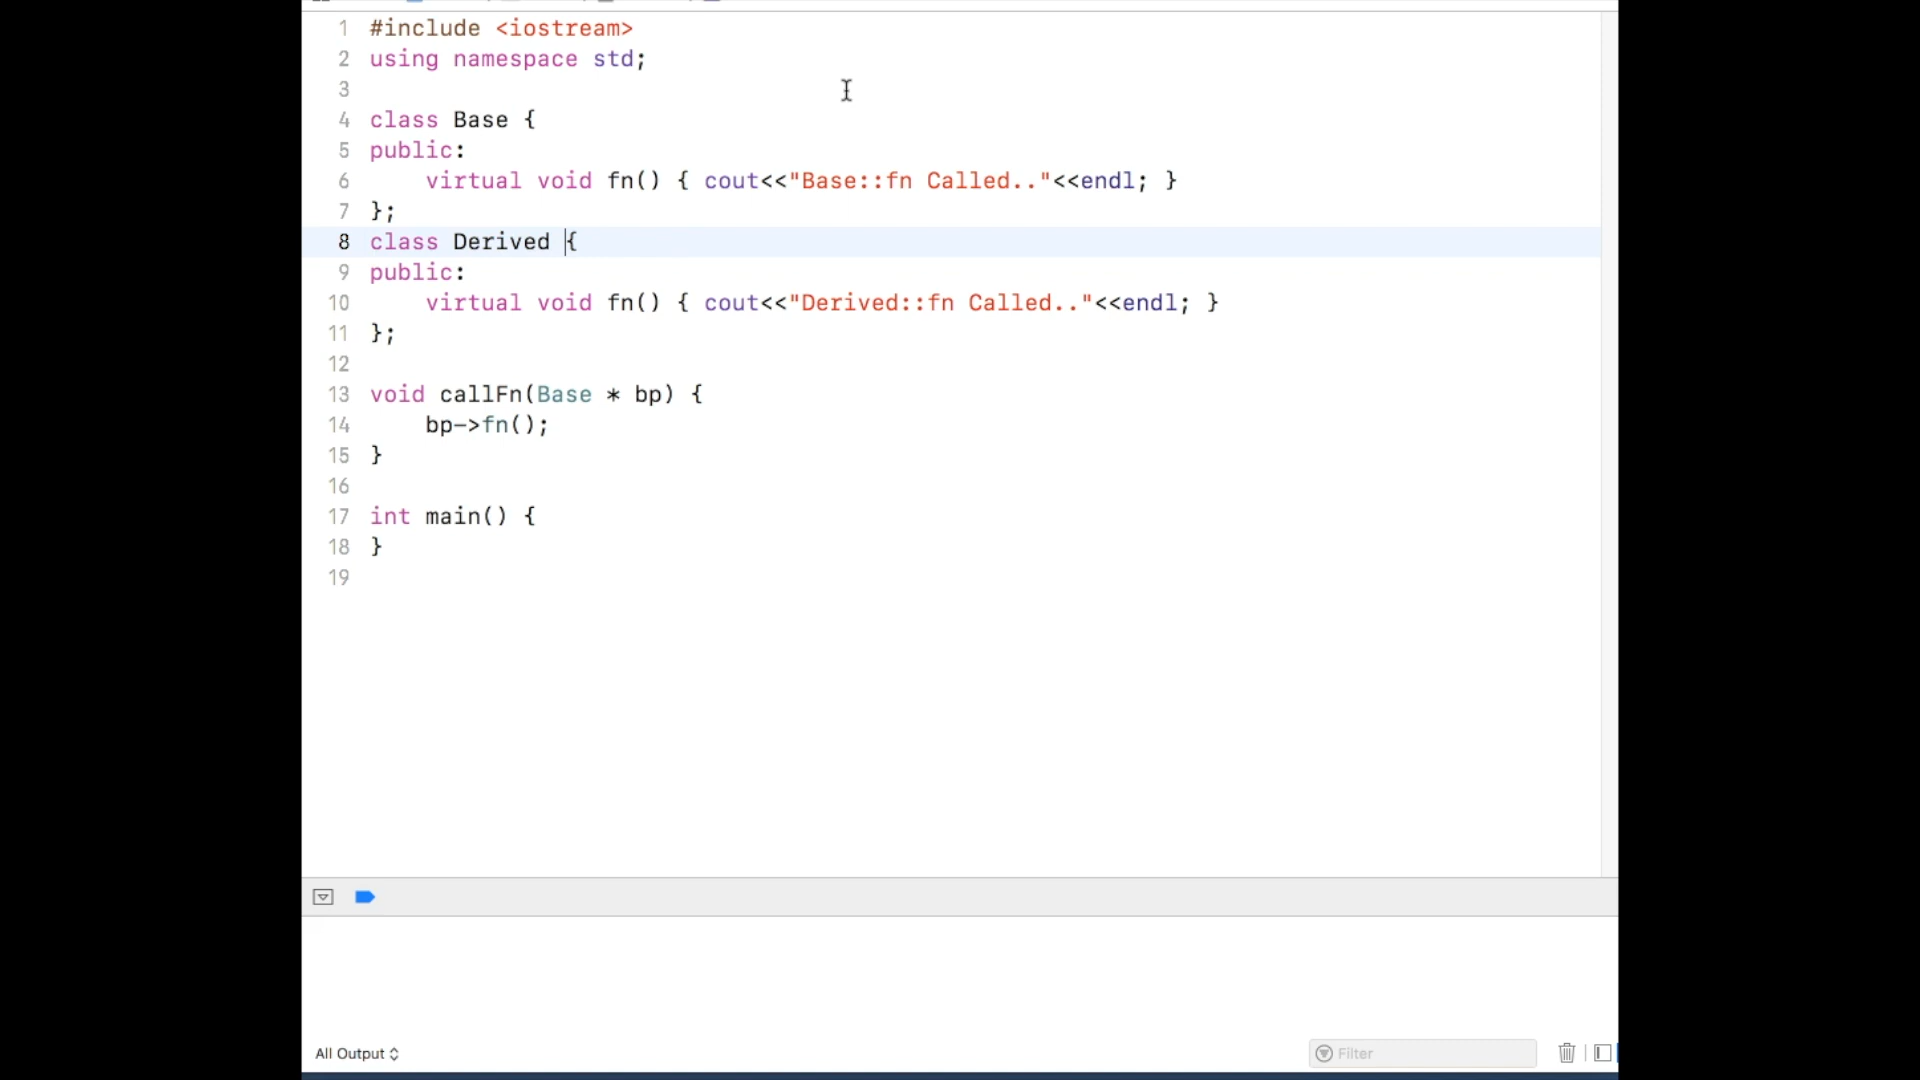 1 #include <iostream>
2 using namespace std;
3
4 class Base {
5 public:
6     virtual void fn() { cout<<"Base::fn Called.."<<endl; }
7 };
8 class Derived {
9 public:
10     virtual void fn() { cout<<"Derived::fn Called.."<<endl; }
11 };
12
13 void callFn(Base * bp) {
14     bp->fn();
15 }
16
17 int main() {
18 }
19
All Output
Filter